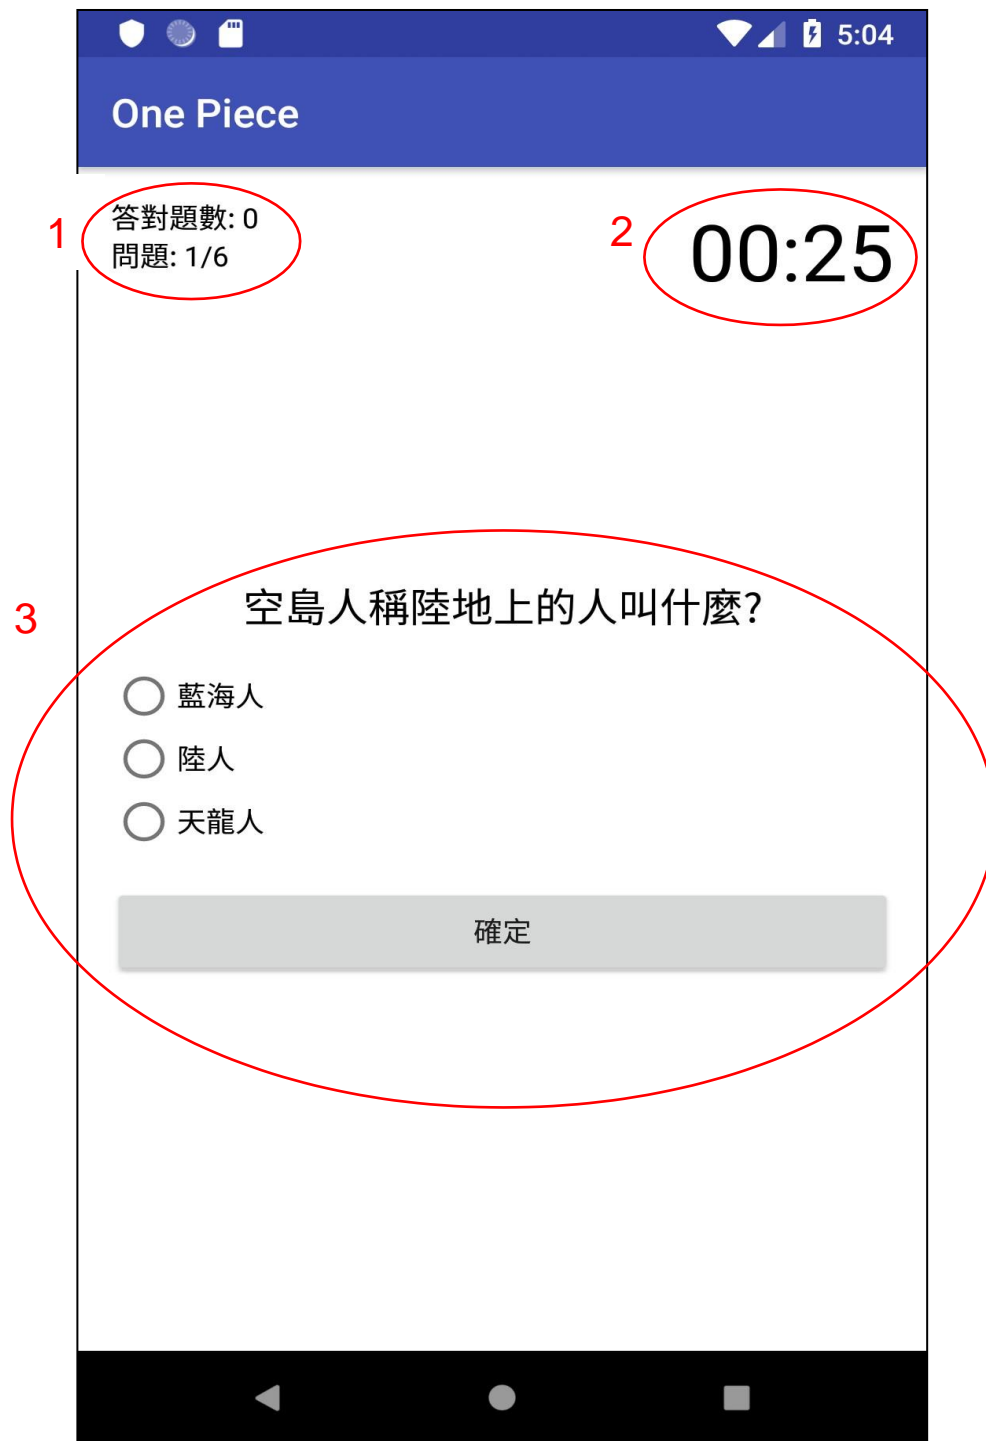 5:04
One Piece
1
答對題數: 0
問題: 1/6
2
00:25
3
空島人稱陸地上的人叫什麼?
藍海人
陸人
天龍人
確定